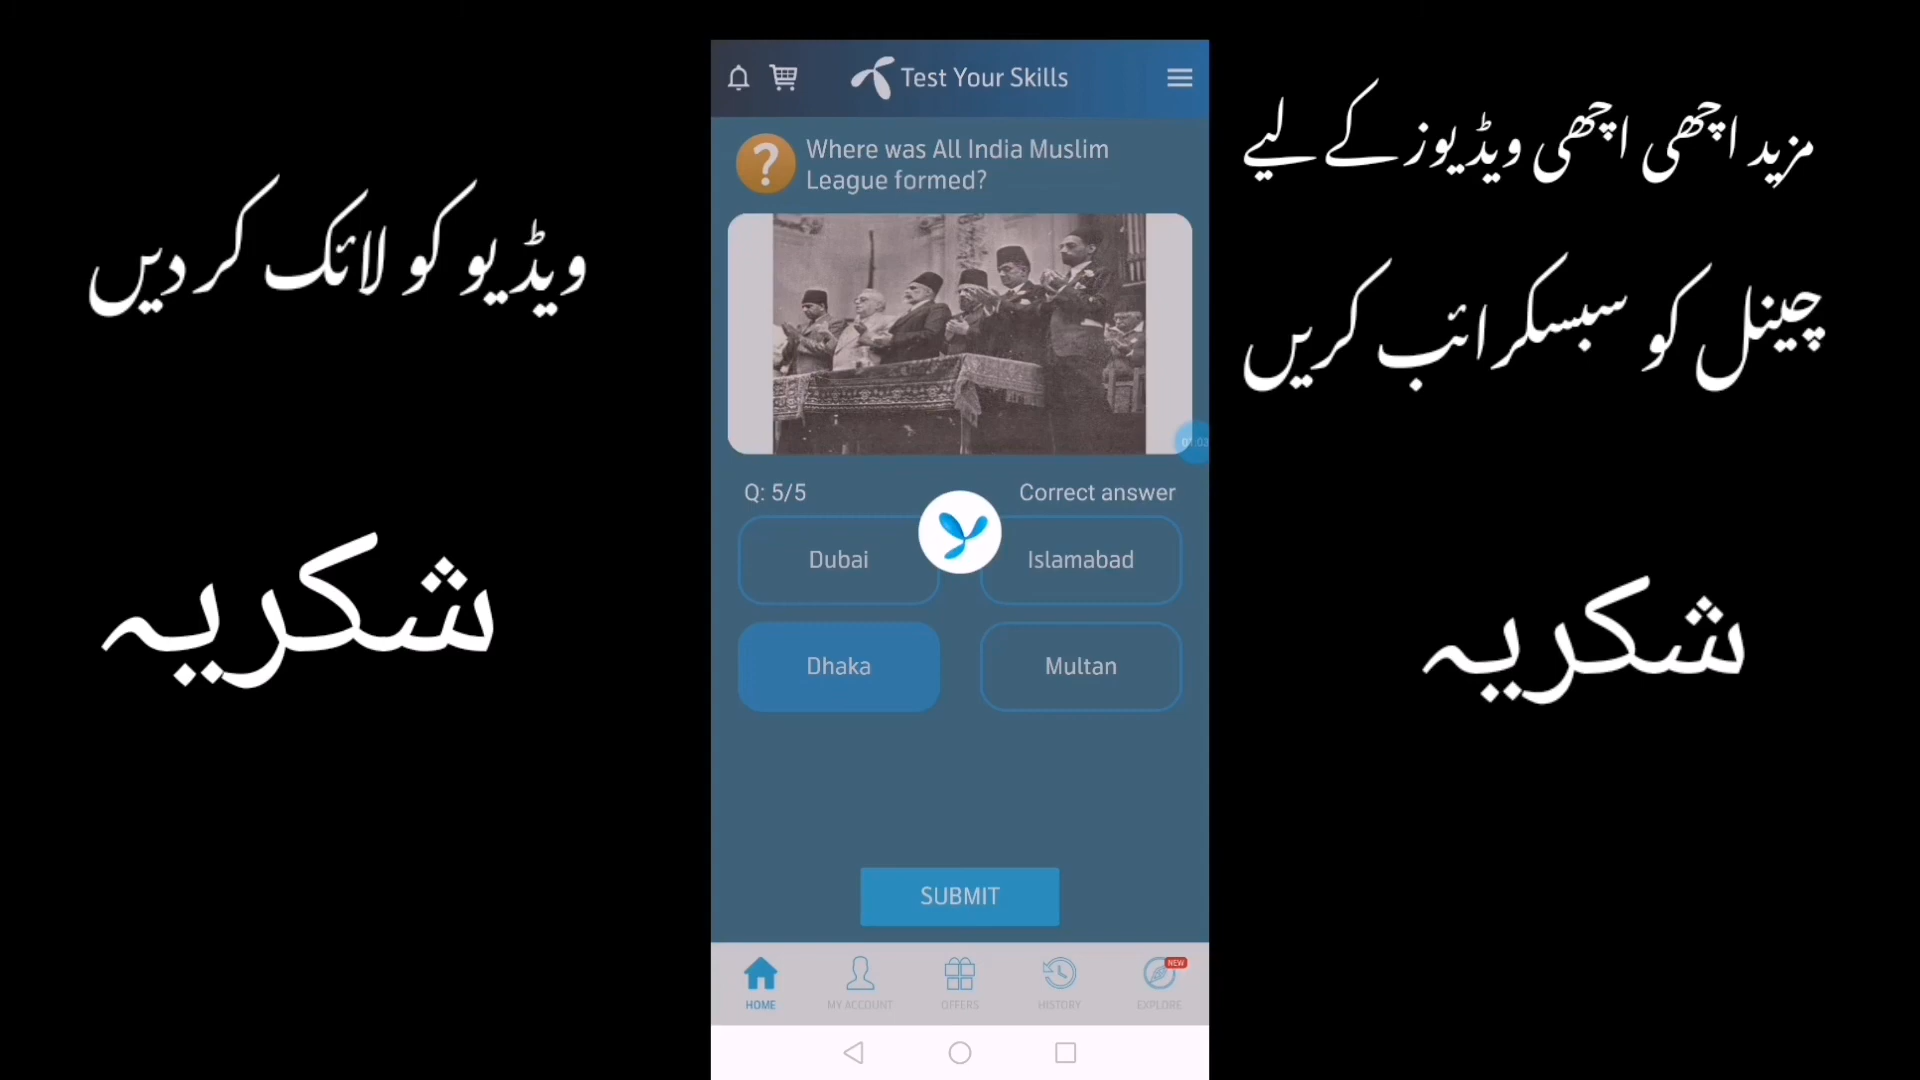 ویڈیو کو لائک کر دیں
شکریہ
Test Your Skills
Where was All India Muslim
League formed?
Q: 5/5
Correct answer
Dubai
Islamabad
Dhaka
Multan
SUBMIT
HOME
MY ACCOUNT
OFFERS
HISTORY
NEW
EXPLORE
مزید اچھی اچھی ویڈیوز کے لیے
چینل کو سبسکرائب کریں
شکریہ